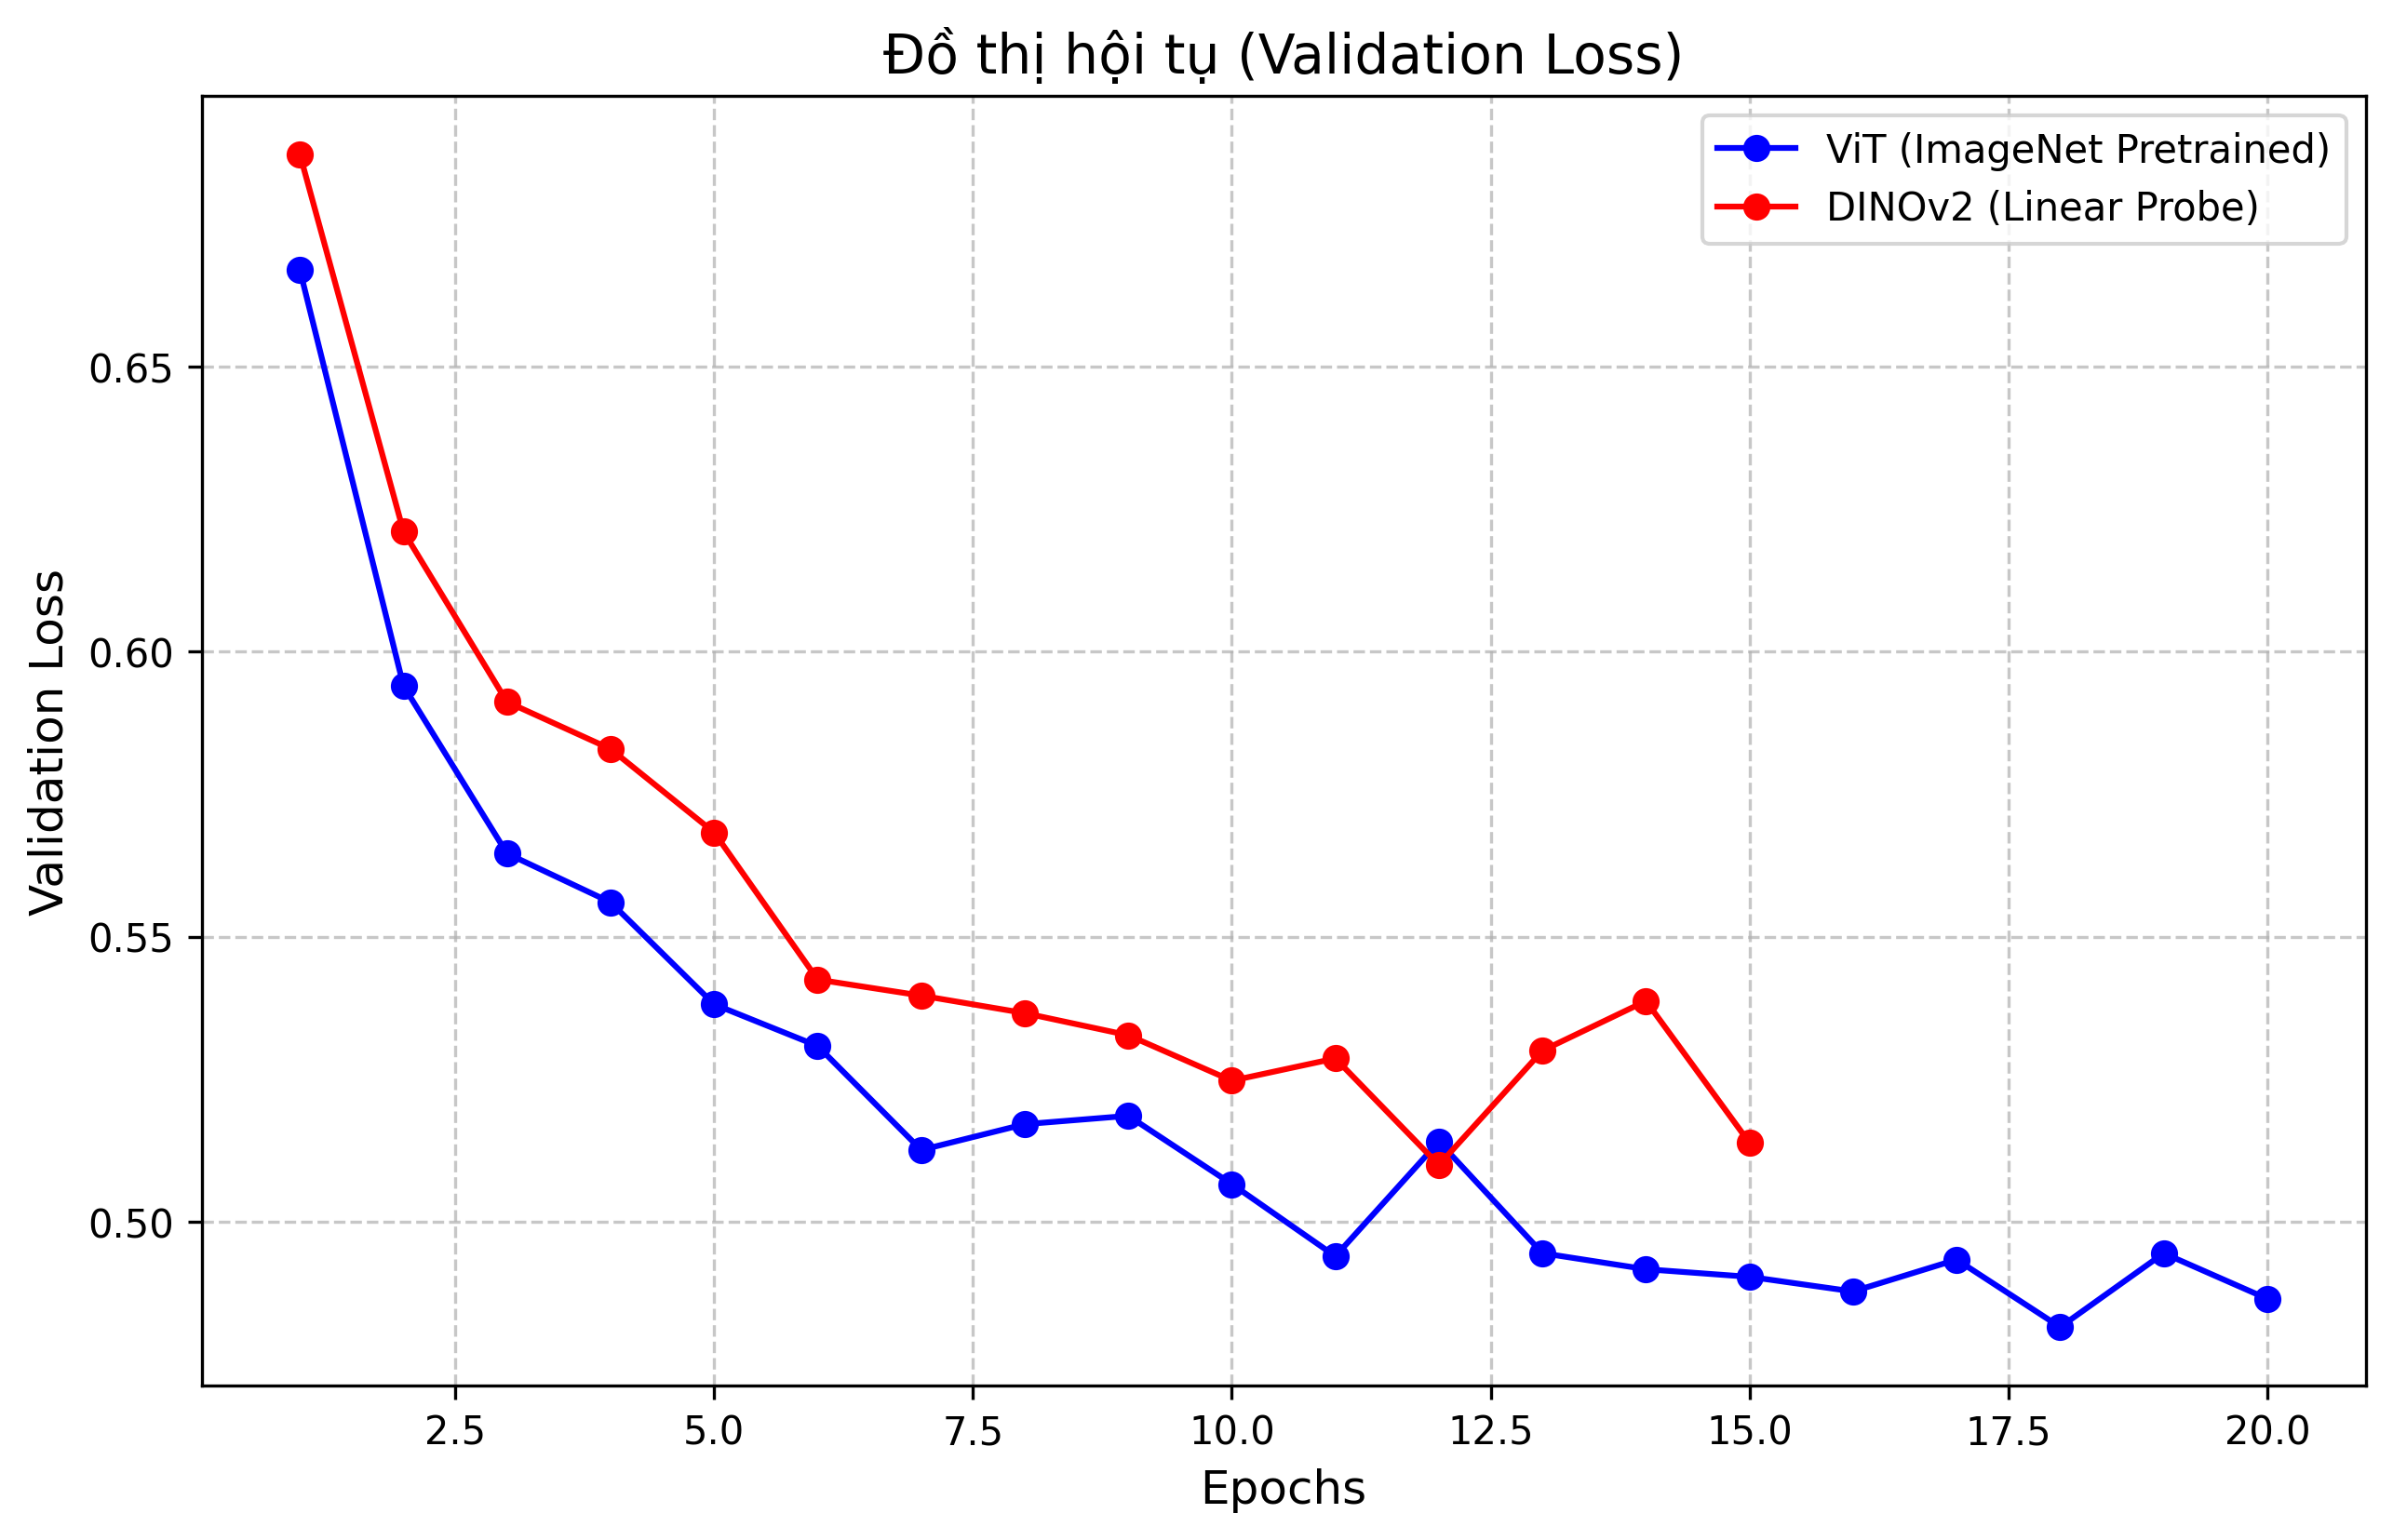 Đồ thị hội tụ (Validation Loss)
ViT (ImageNet Pretrained)
DINOv2 (Linear Probe)
Validation Loss
0.65
0.60
0.55
0.50
2.5 5.0 7.5 10.0 12.5 15.0 17.5 20.0
Epochs